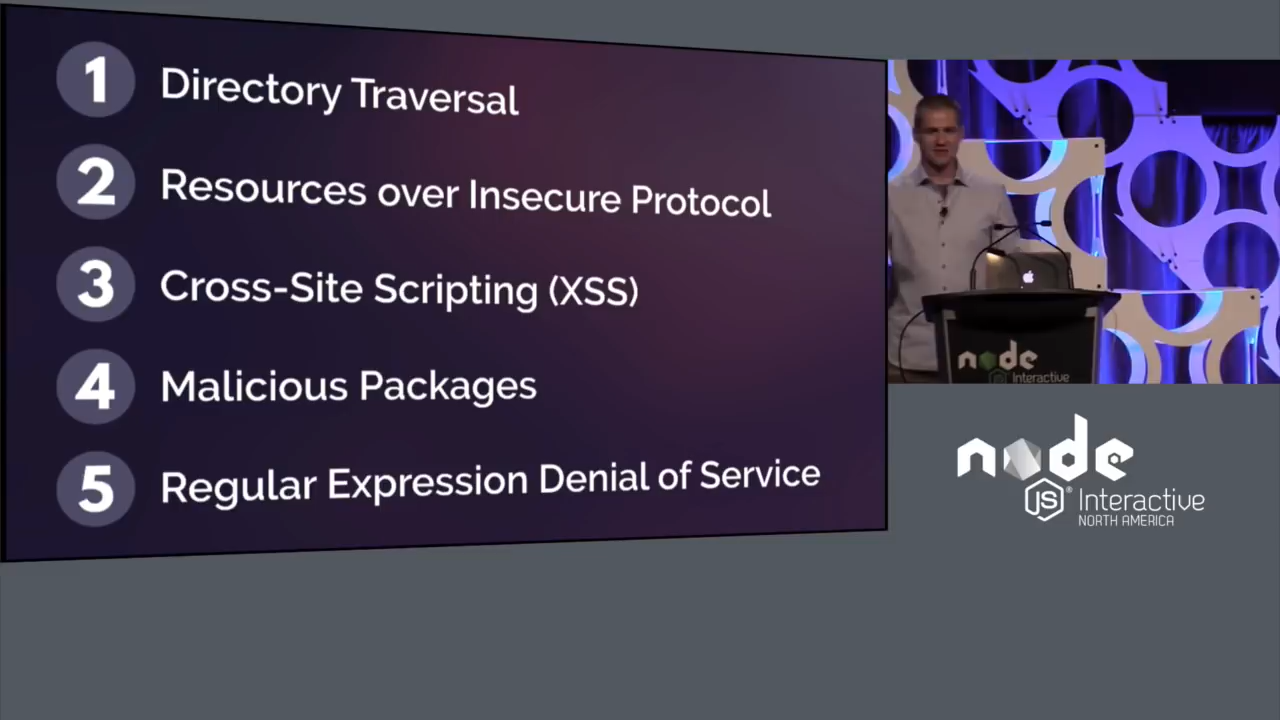 1 Directory Traversal
2 Resources over Insecure Protocol
3 Cross-Site Scripting (XSS)
4 Malicious Packages
5 Regular Expression Denial of Service
node
Interactive
node
JS® Interactive
NORTH AMERICA